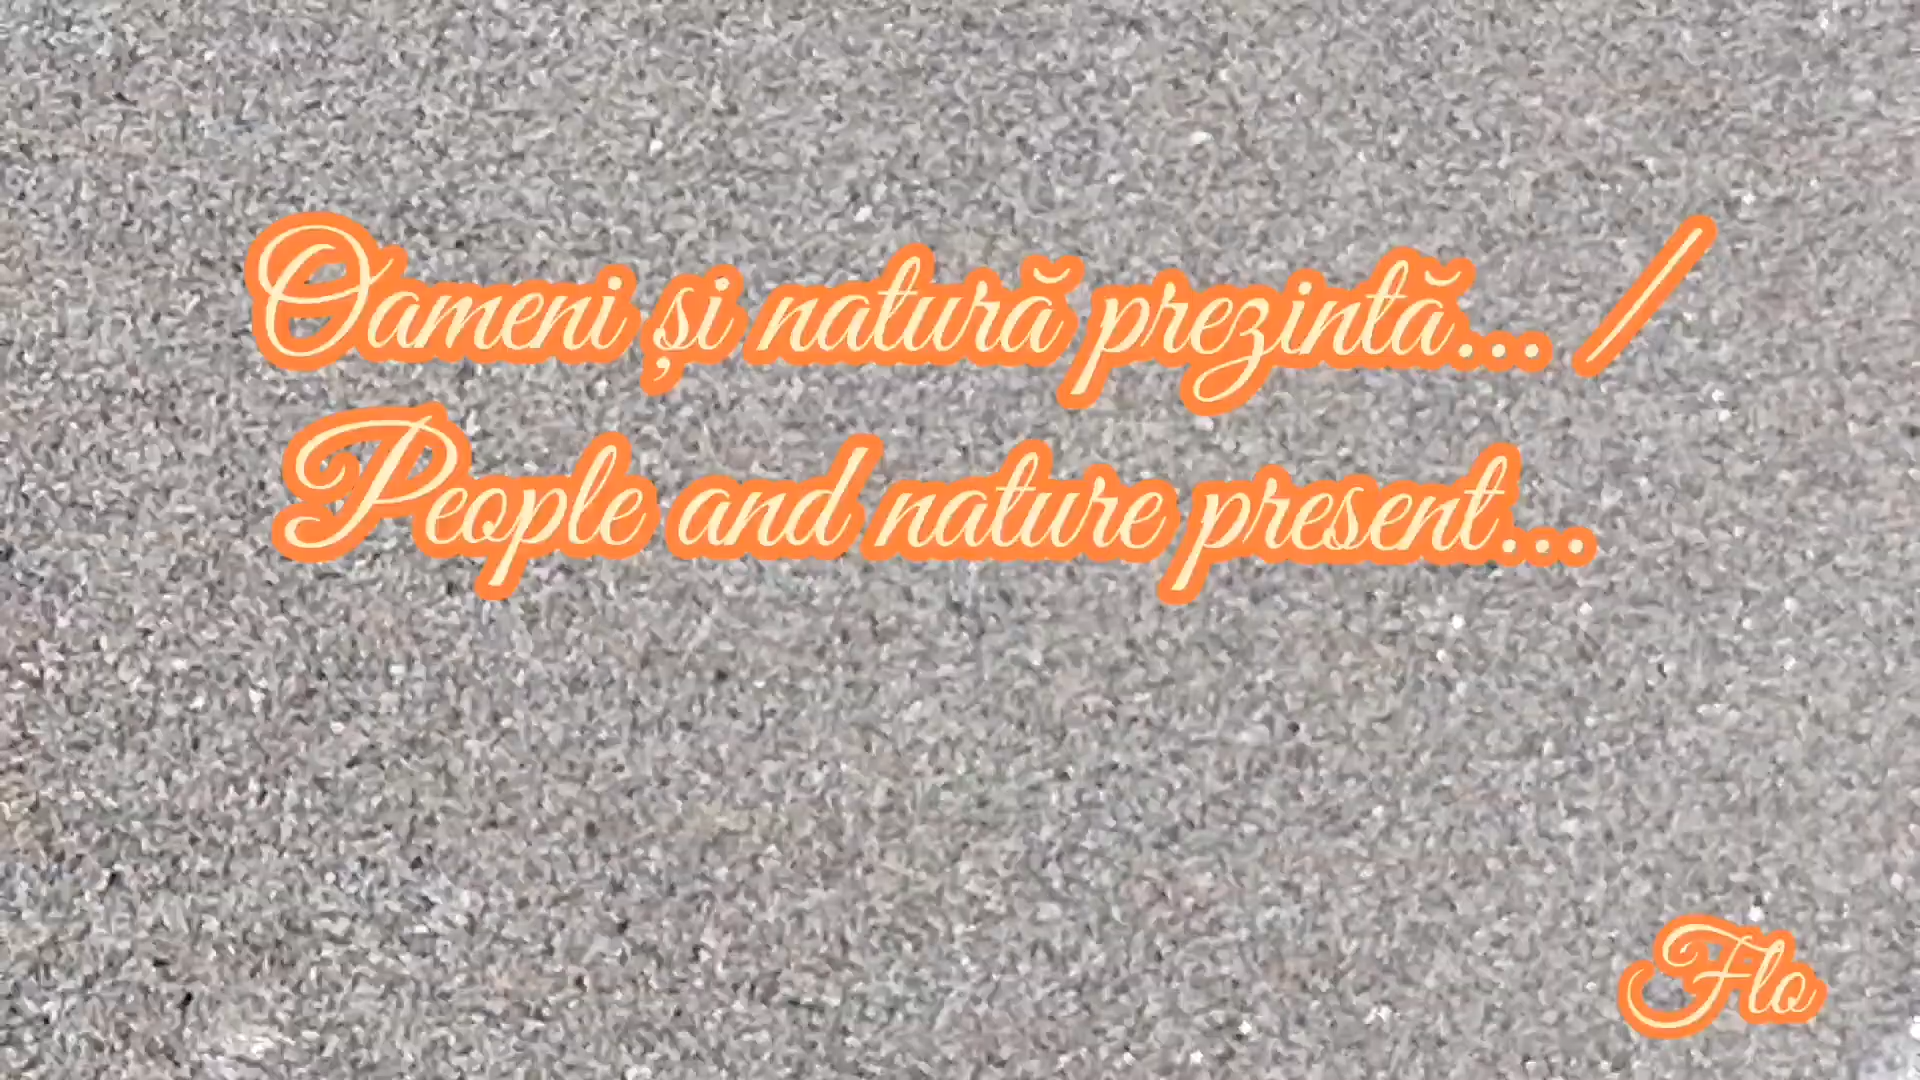 Oameni și natură prezintă... /
People and nature present...
Flo